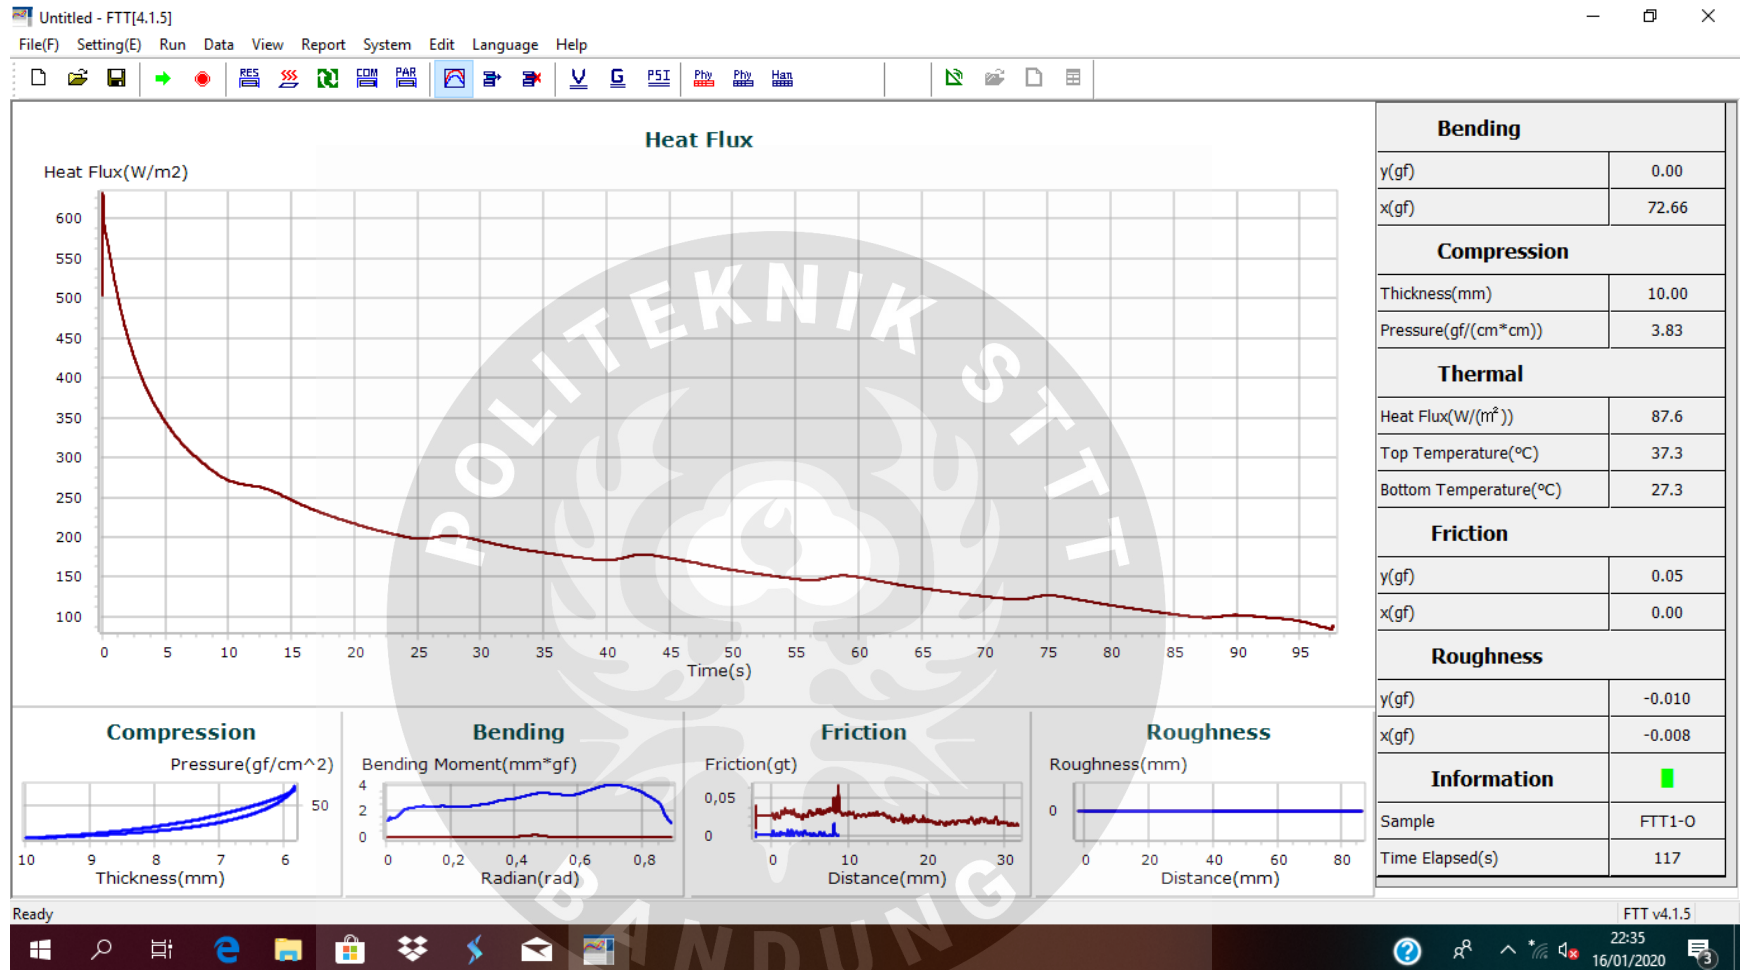 Untitled - FTT[4.1.5]
File(F) Setting(E) Run Data View Report System Edit Language Help
RES COM PAR V G PSI Phy Phy Han
Heat Flux
Heat Flux(W/m2)
600
550
500
450
400
350
300
250
200
150
100
0 5 10 15 20 25 30 35 40 45 50 55 60 65 70 75 80 85 90 95
Time(s)
Compression
Pressure(gf/cm^2)
50
10 9 8 7 6
Thickness(mm)
Bending
Bending Moment(mm*gf)
4
2
0
0 0,2 0,4 0,6 0,8
Radian(rad)
Friction
Friction(gt)
0,05
0
0 10 20 30
Distance(mm)
Roughness
Roughness(mm)
0
0 20 40 60 80
Distance(mm)
Bending
y(gf) 0.00
x(gf) 72.66
Compression
Thickness(mm) 10.00
Pressure(gf/(cm*cm)) 3.83
Thermal
Heat Flux(W/(m²)) 87.6
Top Temperature(ºC) 37.3
Bottom Temperature(ºC) 27.3
Friction
y(gf) 0.05
x(gf) 0.00
Roughness
y(gf) -0.010
x(gf) -0.008
Information
Sample FTT1-O
Time Elapsed(s) 117
POLITEKNIK STTT
BANDUNG
Ready
FTT v4.1.5
22:35
16/01/2020
3